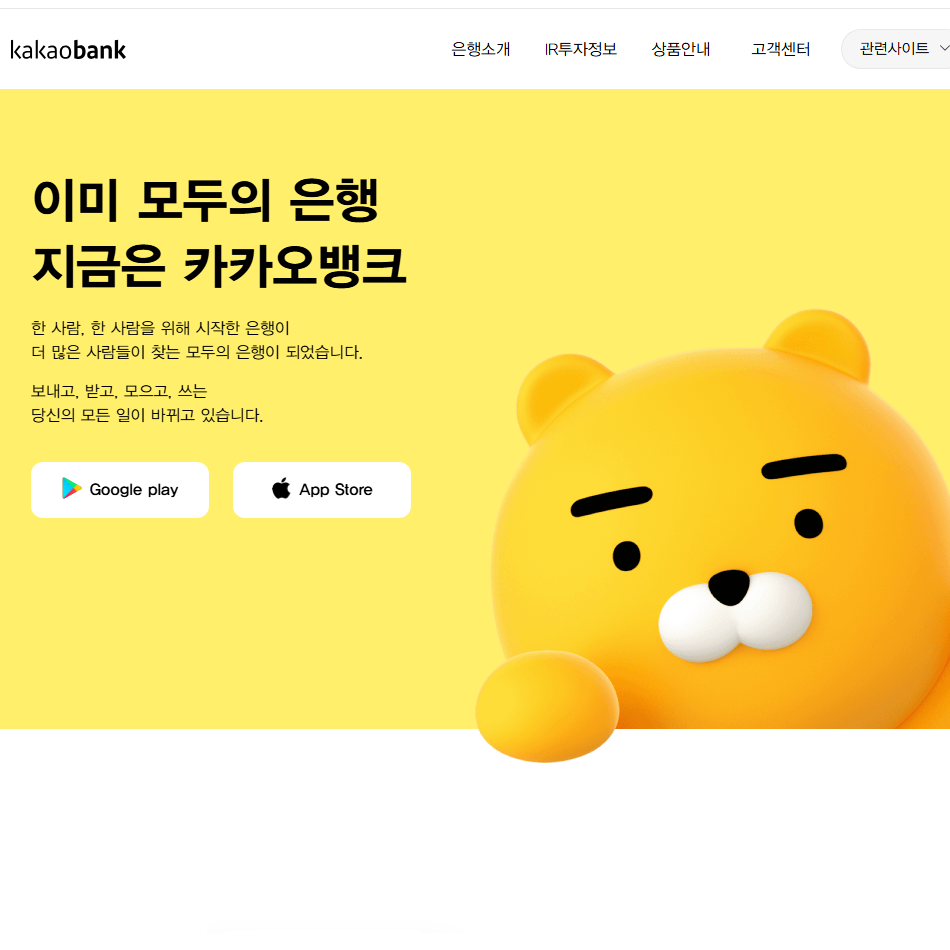 kakaobank
은행소개
IR투자정보
상품안내
고객센터
관련사이트
이미 모두의 은행
지금은 카카오뱅크
한 사람, 한 사람을 위해 시작한 은행이
더 많은 사람들이 찾는 모두의 은행이 되었습니다.
보내고, 받고, 모으고, 쓰는
당신의 모든 일이 바뀌고 있습니다.
Google play
App Store